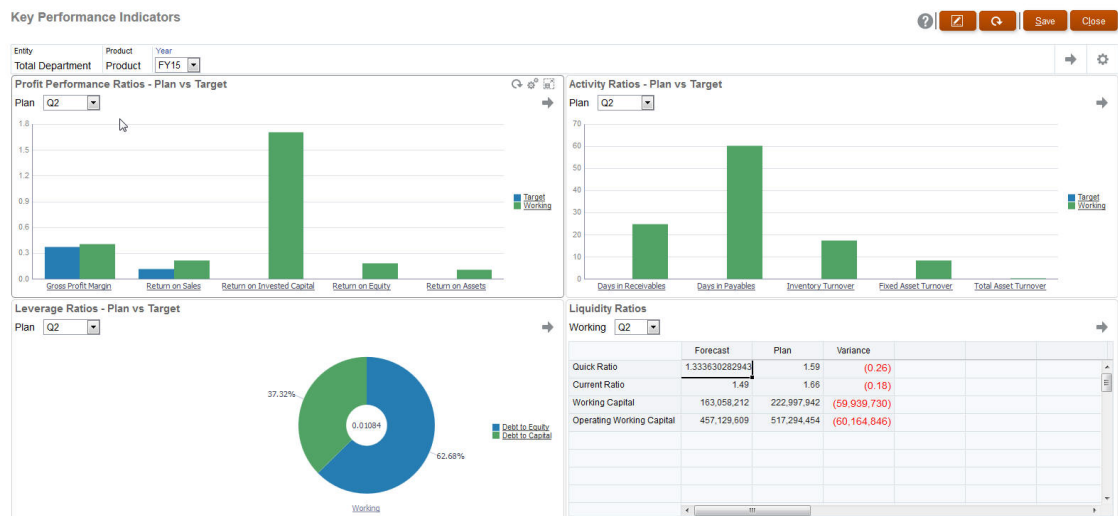 Key Performance Indicators
? Save Close
Entity Product Year
Total Department Product FY15
Profit Performance Ratios - Plan vs Target
Plan Q2
1.8
1.5
1.2
0.9
0.6
0.3
0.0
Target
Working
Gross Profit Margin Return on Sales Return on Invested Capital Return on Equity Return on Assets
Activity Ratios - Plan vs Target
Plan Q2
70
60
50
40
30
20
10
0
Target
Working
Days in Receivables Days in Payables Inventory Turnover Fixed Asset Turnover Total Asset Turnover
Leverage Ratios - Plan vs Target
Plan Q2
37.32%
0.01084
62.68%
Debt to Equity
Debt to Capital
Working
Liquidity Ratios
Working Q2
Forecast Plan Variance
Quick Ratio 1.333630282943 1.59 (0.26)
Current Ratio 1.49 1.66 (0.18)
Working Capital 163,058,212 222,997,942 (59,939,730)
Operating Working Capital 457,129,609 517,294,454 (60,164,846)